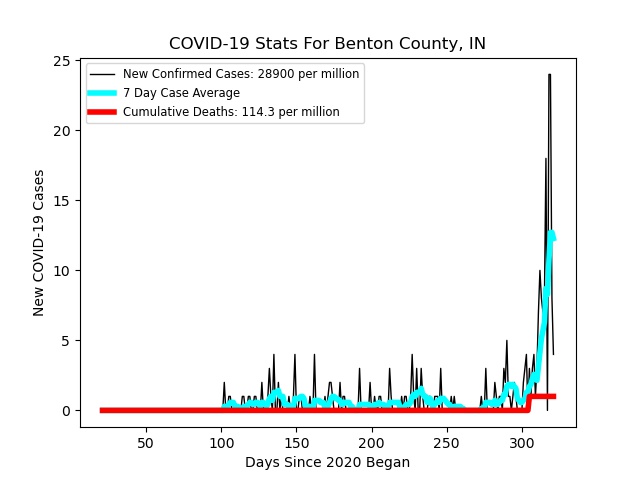 COVID-19 Stats For Benton County, IN
New Confirmed Cases: 28900 per million
7 Day Case Average
Cumulative Deaths: 114.3 per million
New COVID-19 Cases
25
20
15
10
5
0
50 100 150 200 250 300
Days Since 2020 Began